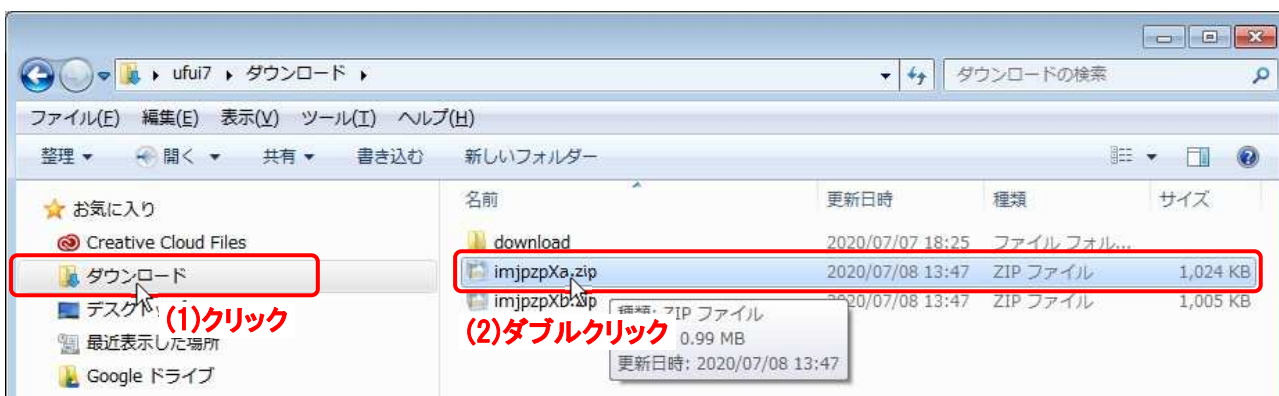 ufui7 ダウンロード
ダウンロードの検索
ファイル(F) 編集(E) 表示(V) ツール(T) ヘルプ(H)
整理 開く 共有 書き込む 新しいフォルダー
お気に入り
Creative Cloud Files
ダウンロード
(1)クリック
最近表示した場所
Google ドライブ
名前 更新日時 種類 サイズ
download 2020/07/07 18:25 ファイル フォル...
imjpzpXa.zip 2020/07/08 13:47 ZIP ファイル 1,024 KB
imjpzpXb.zip 2020/07/08 13:47 ZIP ファイル 1,005 KB
(2)ダブルクリック
種類: ZIP ファイル
0.99 MB
更新日時: 2020/07/08 13:47